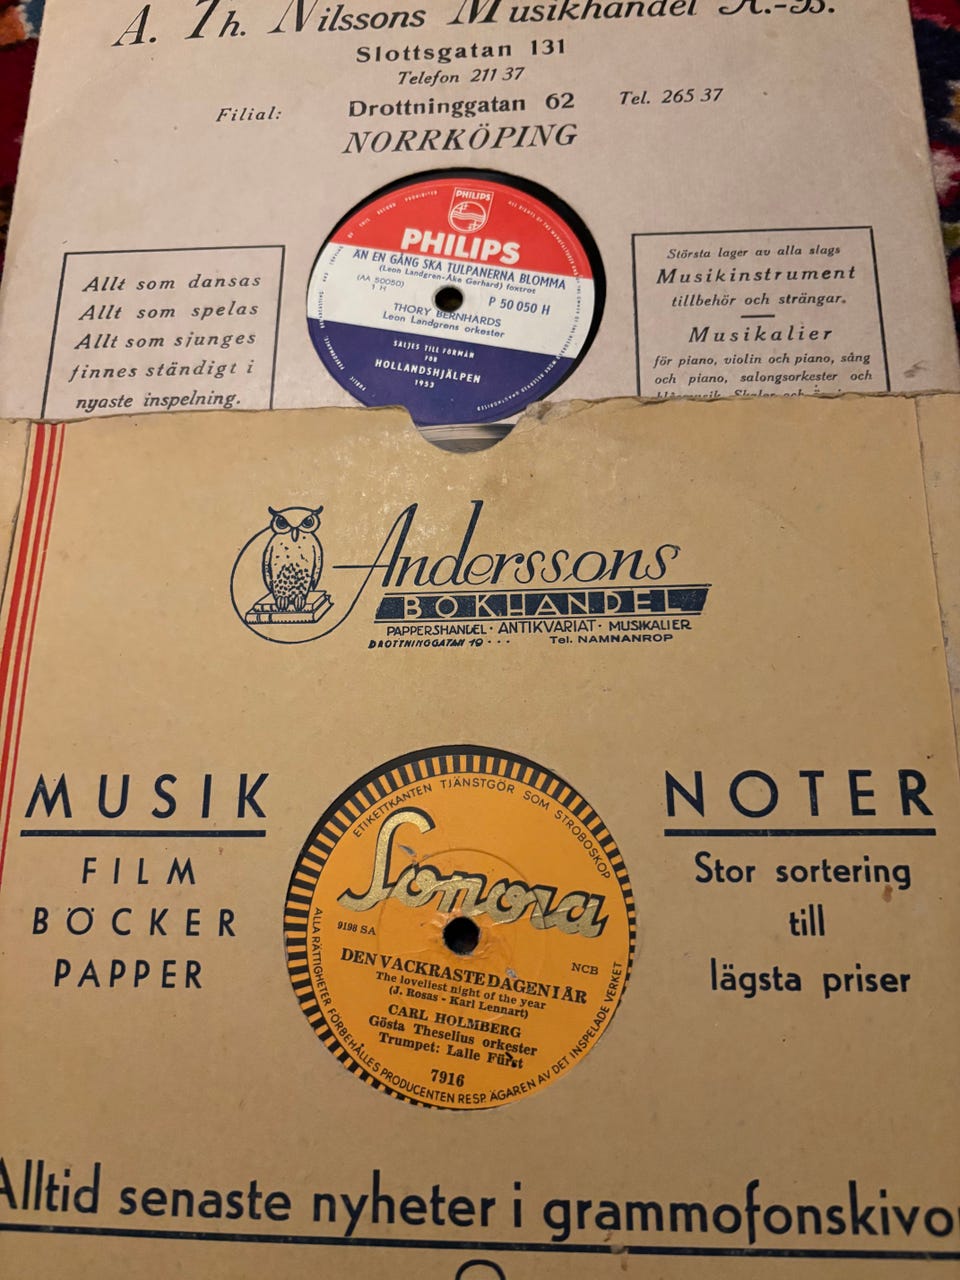 A. Th. Nilssons Musikhandel A.-B.
Slottsgatan 131
Telefon 211 37
Filial: Drottninggatan 62 Tel. 265 37
NORRKÖPING
Allt som dansas
Allt som spelas
Allt som sjunges
finnes ständigt i
nyaste inspelning.
PHILIPS
PHILIPS
ÄN EN GÅNG SKA TULPANERNA BLOMMA
(Leon Landgren-Åke Gerhard) foxtrot
(AA 50050)
1 H
P 50 050 H
THORY BERNHARDS
Leon Landgrens orkester
SÄLJES TILL FÖRMÅN
FÖR
HOLLANDSHJÄLPEN
1953
Största lager av alla slags
Musikinstrument
tillbehör och strängar.
Musikalier
för piano, violin och piano, sång
och piano, salongsorkester och
Anderssons
BOKHANDEL
PAPPERSHANDEL · ANTIKVARIAT · MUSIKALIER
DROTTNINGGATAN 19 · · · Tel. NAMNANROP
MUSIK
FILM
BÖCKER
PAPPER
ETIKETTKANTEN TJÄNSTGÖR SOM STROBOSKOP
Sonora
9198 SA
NCB
DEN VACKRASTE DAGEN I ÅR
The loveliest night of the year
(J. Rosas - Karl Lennart)
CARL HOLMBERG
Gösta Theselius orkester
Trumpet: Lalle Fürst
7916
ALLA RÄTTIGHETER FÖRBEHÅLLES PRODUCENTEN RESP. ÄGAREN AV DET INSPELADE VERKET
NOTER
Stor sortering
till
lägsta priser
Alltid senaste nyheter i grammofonskivo